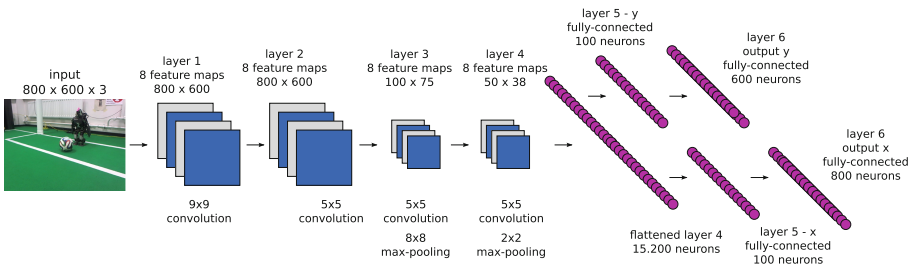 input
800 x 600 x 3
layer 1
8 feature maps
800 x 600
9x9
convolution
layer 2
8 feature maps
800 x 600
5x5
convolution
layer 3
8 feature maps
100 x 75
5x5
convolution
8x8
max-pooling
layer 4
8 feature maps
50 x 38
5x5
convolution
2x2
max-pooling
flattened layer 4
15.200 neurons
layer 5 - y
fully-connected
100 neurons
layer 6
output y
fully-connected
600 neurons
layer 5 - x
fully-connected
100 neurons
layer 6
output x
fully-connected
800 neurons